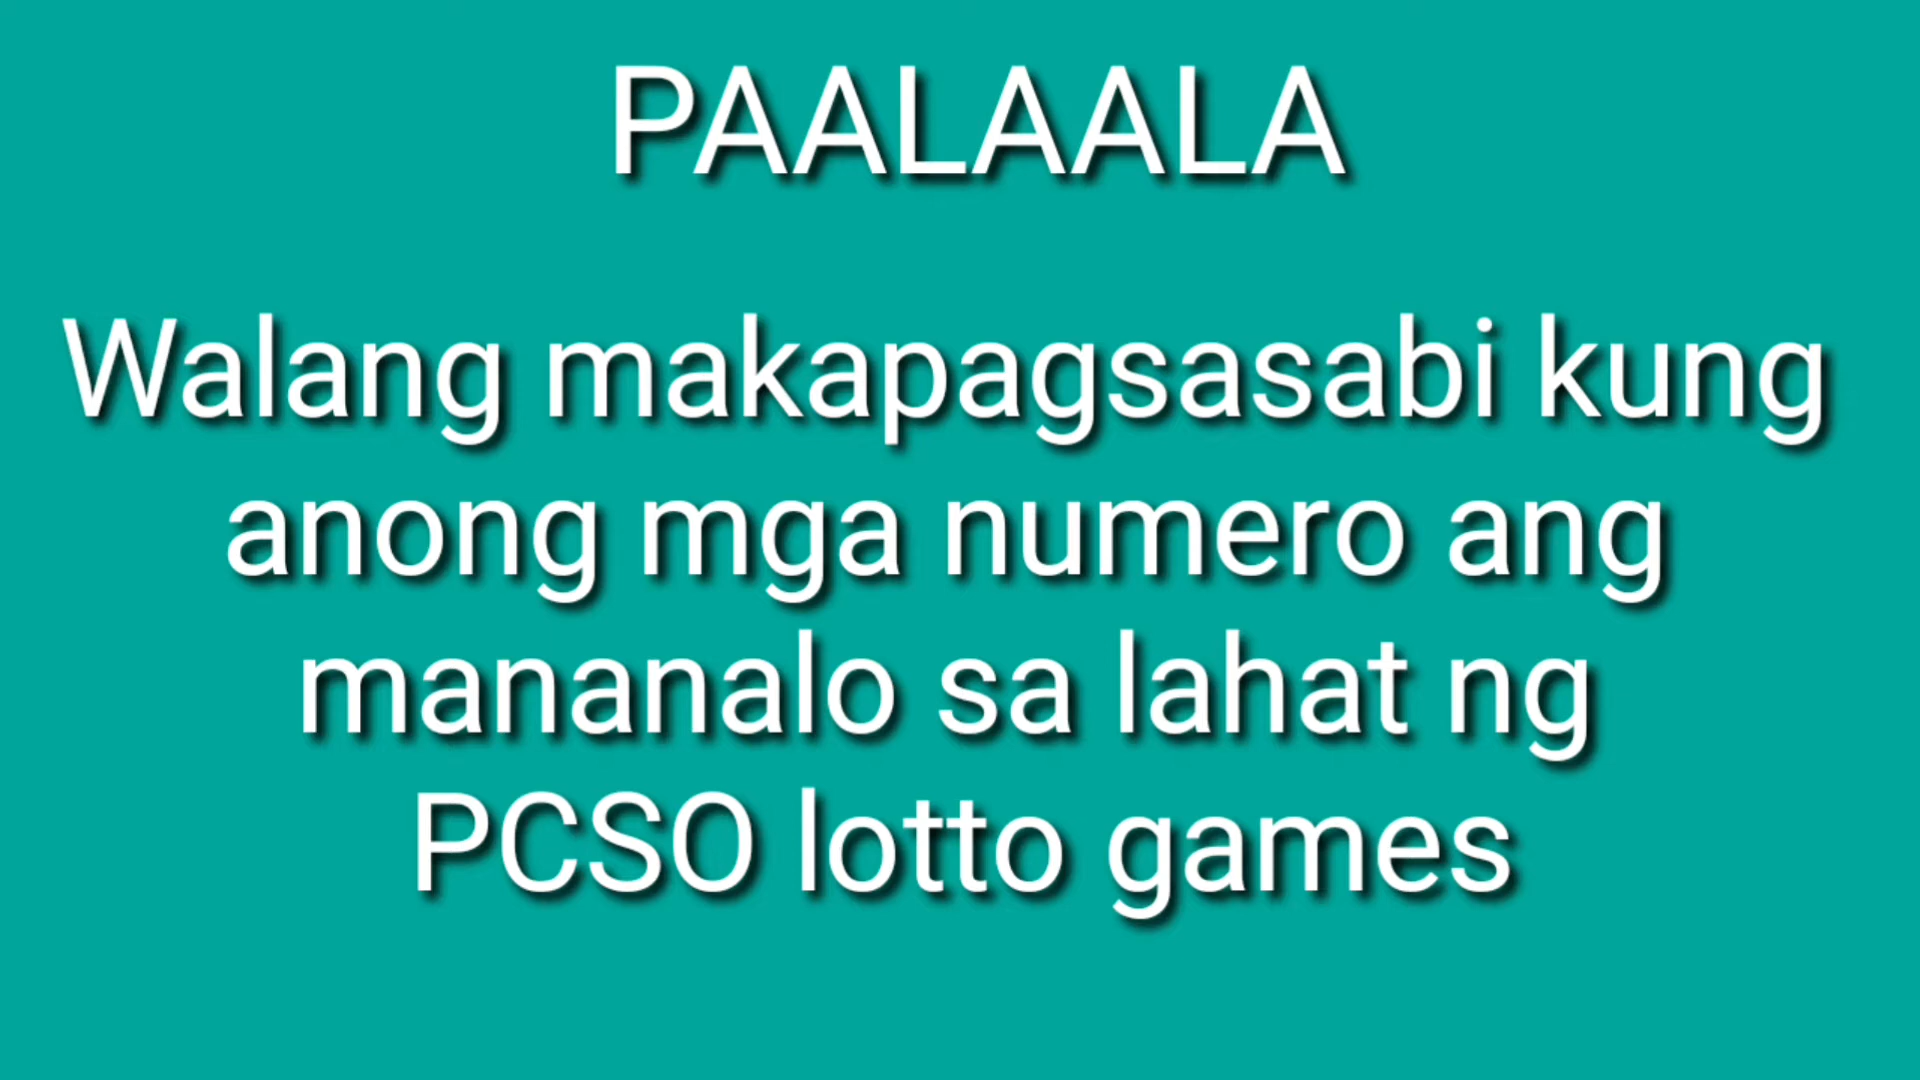 PAALAALA
Walang makapagsasabi kung
anong mga numero ang
mananalo sa lahat ng
PCSO lotto games